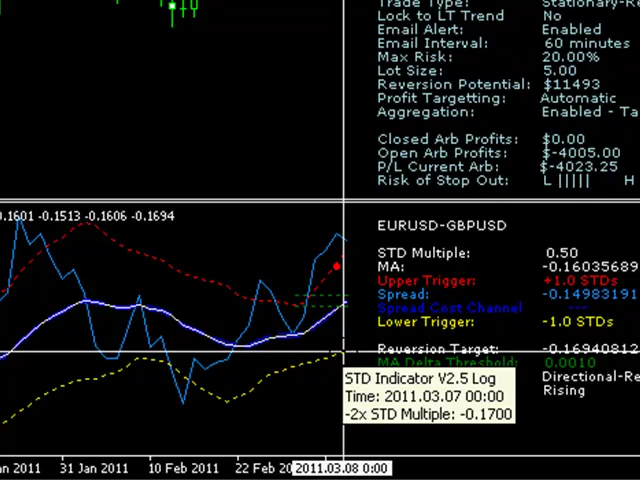 Trade Type: Stationary-Re
Lock to LT Trend No
Email Alert: Enabled
Email Interval: 60 minutes
Max Risk: 20.00%
Lot Size: 5.00
Reversion Potential: $11493
Profit Targetting: Automatic
Aggregation: Enabled - Ta
Closed Arb Profits: $0.00
Open Arb Profits: $-4005.00
P/L Current Arb: $-4023.25
Risk of Stop Out: L ||||| H
0.1601 -0.1513 -0.1606 -0.1694
EURUSD-GBPUSD
STD Multiple: 0.50
MA: -0.16035689
Upper Trigger: +1.0 STDs
Spread: -0.14983191
Spread Cost Channel ---
Lower Trigger: -1.0 STDs
Reversion Target: -0.16940812
MA Delta Threshold: 0.0010
Directional-Re
Rising
STD Indicator V2.5 Log
Time: 2011.03.07 00:00
-2x STD Multiple: -0.1700
an 2011 31 Jan 2011 10 Feb 2011 22 Feb 20 2011.03.08 0:00